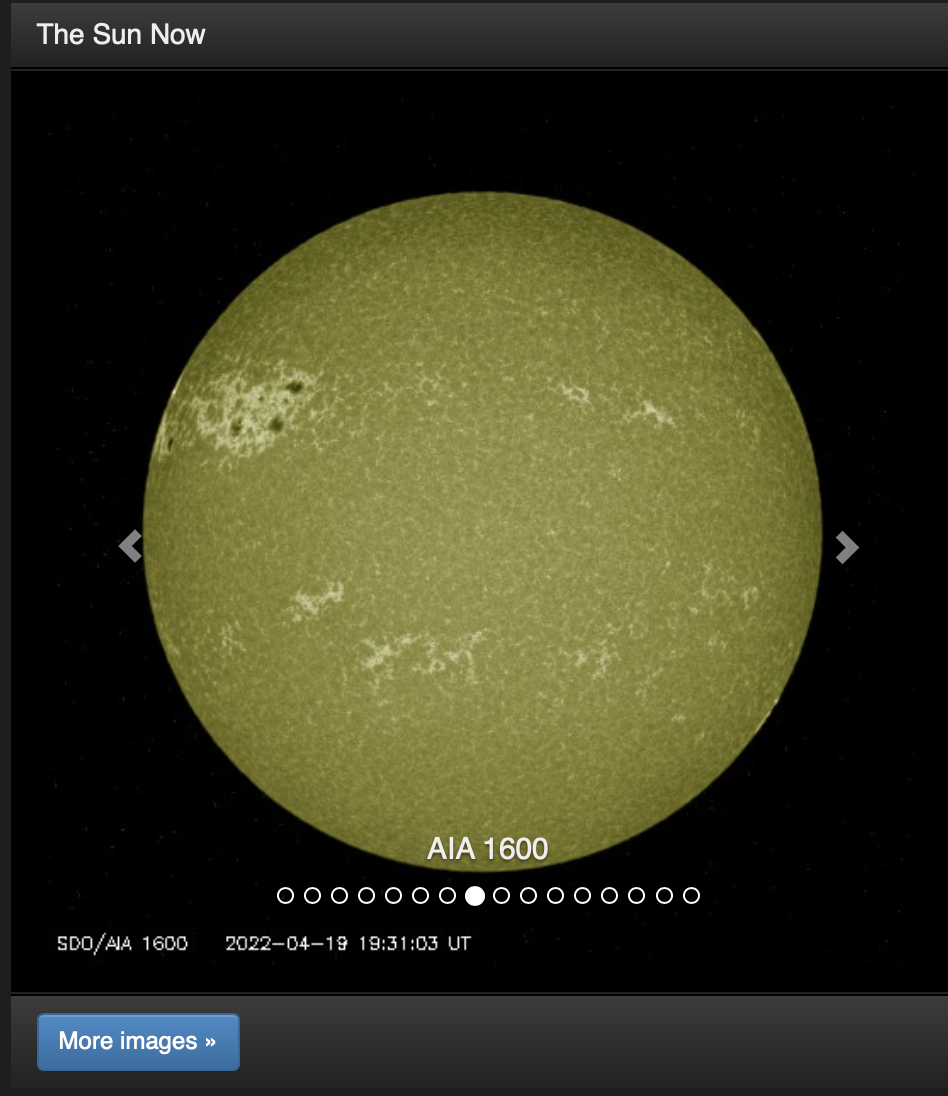 The Sun Now
AIA 1600
SDO/AIA 1600 2022-04-19 19:31:03 UT
More images »